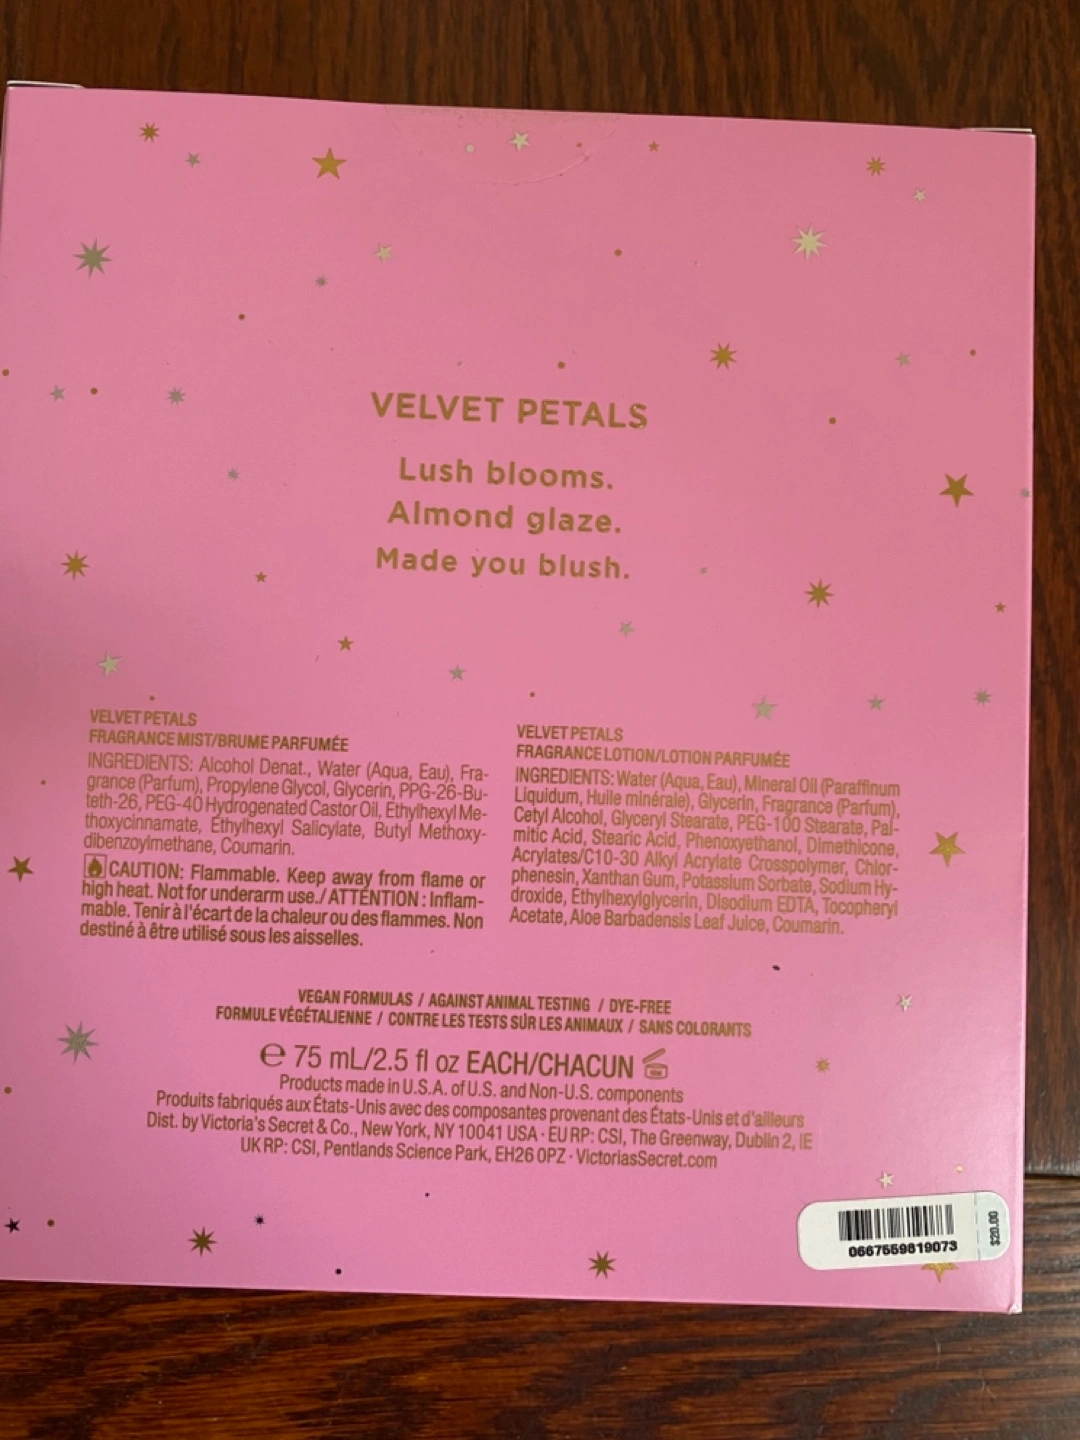 VELVET PETALS
Lush blooms.
Almond glaze.
Made you blush.
VELVET PETALS
FRAGRANCE MIST/BRUME PARFUMÉE
INGREDIENTS: Alcohol Denat., Water (Aqua, Eau), Fra-
grance (Parfum), Propylene Glycol, Glycerin, PPG-26-Bu-
teth-26, PEG-40 Hydrogenated Castor Oil, Ethylhexyl Me-
thoxycinnamate, Ethylhexyl Salicylate, Butyl Methoxy-
dibenzoylmethane, Coumarin.
CAUTION: Flammable. Keep away from flame or
high heat. Not for underarm use./ATTENTION : Inflam-
mable. Tenir à l'écart de la chaleur ou des flammes. Non
destiné à être utilisé sous les aisselles.
VELVET PETALS
FRAGRANCE LOTION/LOTION PARFUMÉE
INGREDIENTS: Water (Aqua, Eau), Mineral Oil (Paraffinum
Liquidum, Huile minérale), Glycerin, Fragrance (Parfum),
Cetyl Alcohol, Glyceryl Stearate, PEG-100 Stearate, Pal-
mitic Acid, Stearic Acid, Phenoxyethanol, Dimethicone,
Acrylates/C10-30 Alkyl Acrylate Crosspolymer, Chlor-
phenesin, Xanthan Gum, Potassium Sorbate, Sodium Hy-
droxide, Ethylhexylglycerin, Disodium EDTA, Tocopheryl
Acetate, Aloe Barbadensis Leaf Juice, Coumarin.
VEGAN FORMULAS / AGAINST ANIMAL TESTING / DYE-FREE
FORMULE VÉGÉTALIENNE / CONTRE LES TESTS SUR LES ANIMAUX / SANS COLORANTS
℮ 75 mL/2.5 fl oz EACH/CHACUN
Products made in U.S.A. of U.S. and Non-U.S. components
Produits fabriqués aux États-Unis avec des composantes provenant des États-Unis et d'ailleurs
Dist. by Victoria's Secret & Co., New York, NY 10041 USA · EU RP: CSI, The Greenway, Dublin 2, IE
UK RP: CSI, Pentlands Science Park, EH26 0PZ · VictoriasSecret.com
0667559819073
$20.00